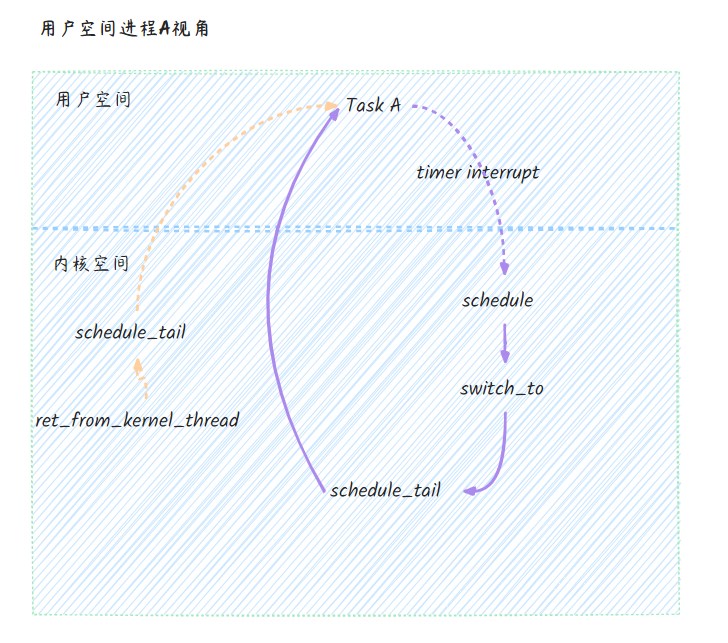 用户空间进程A视角
用户空间
Task A
timer interrupt
内核空间
schedule
schedule_tail
switch_to
ret_from_kernel_thread
schedule_tail